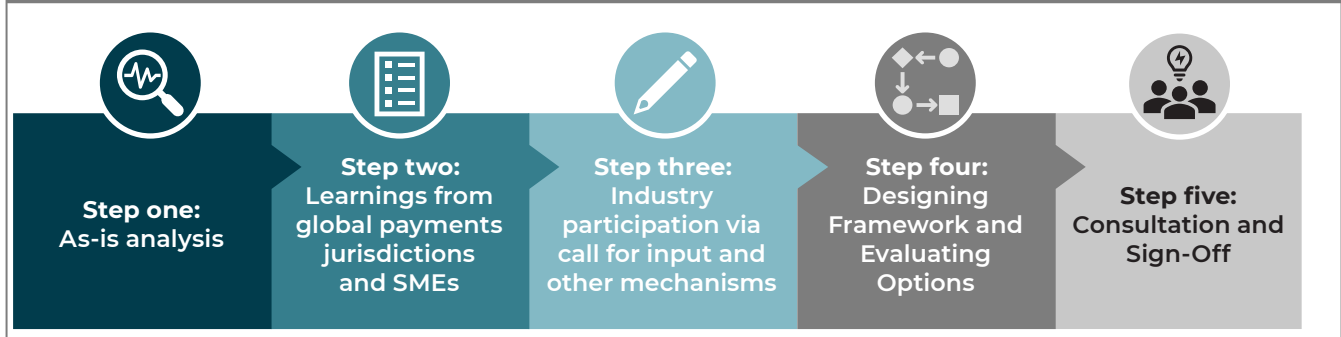 Step one:
As-is analysis
Step two:
Learnings from
global payments
jurisdictions
and SMEs
Step three:
Industry
participation via
call for input and
other mechanisms
Step four:
Designing
Framework and
Evaluating
Options
Step five:
Consultation and
Sign-Off